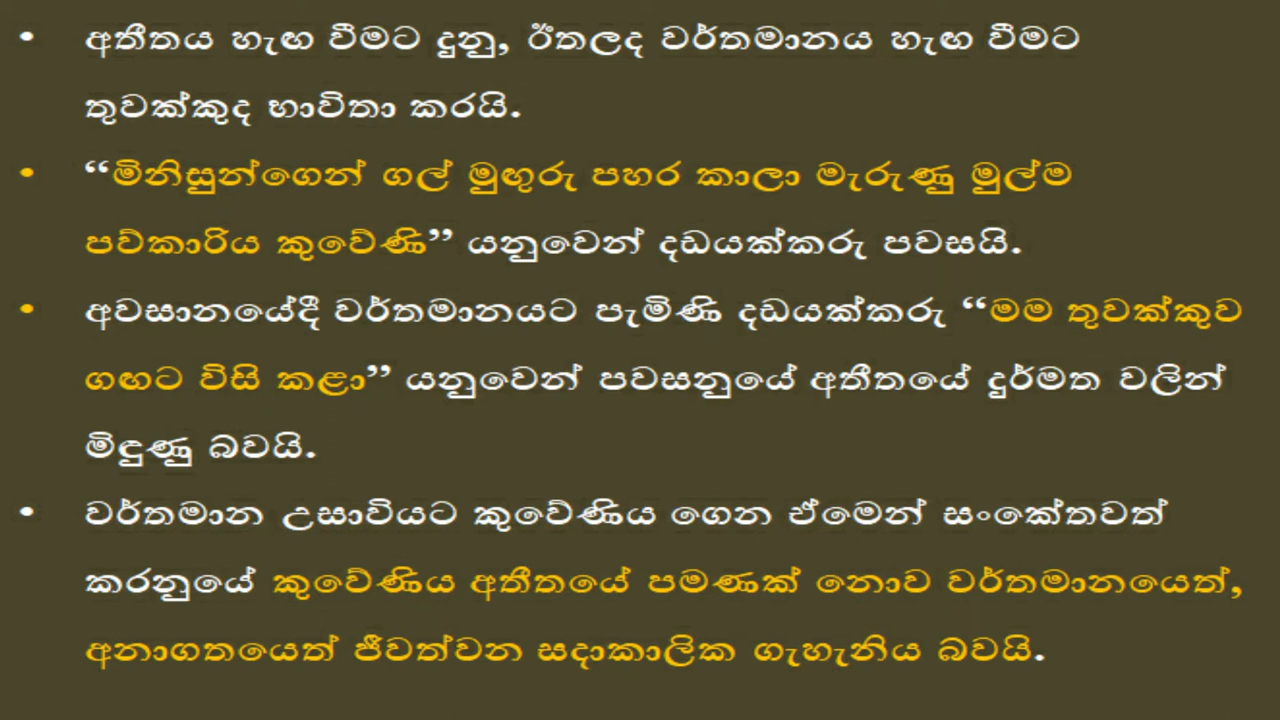 • අතීතය හැඟ වීමට දුනු, ඊතලද වර්තමානය හැඟ වීමට
තුවක්කුද භාවිතා කරයි.
• “මිනිසුන්ගෙන් ගල් මුඟුරු පහර කාලා මැරුණු මුල්ම
පව්කාරිය කුවේණි” යනුවෙන් දඩයක්කරු පවසයි.
• අවසානයේදී වර්තමානයට පැමිණි දඩයක්කරු “මම තුවක්කුව
ගඟට විසි කළා” යනුවෙන් පවසනුයේ අතීතයේ දුර්මත වලින්
මිඳුණු බවයි.
• වර්තමාන උසාවියට කුවේණිය ගෙන ඒමෙන් සංකේතවත්
කරනුයේ කුවේණිය අතීතයේ පමණක් නොව වර්තමානයෙත්,
අනාගතයෙත් ජීවත්වන සදාකාලික ගැහැනිය බවයි.